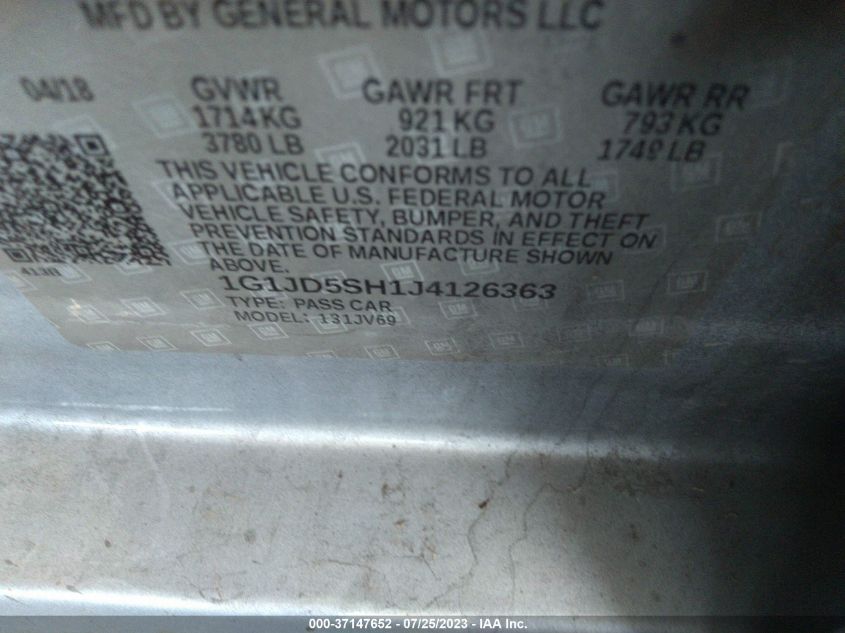 MFD BY GENERAL MOTORS LLC
04/18 GVWR GAWR FRT GAWR RR
1714 KG 921 KG 793 KG
3780 LB 2031 LB 1749 LB
THIS VEHICLE CONFORMS TO ALL
APPLICABLE U.S. FEDERAL MOTOR
VEHICLE SAFETY, BUMPER, AND THEFT
PREVENTION STANDARDS IN EFFECT ON
THE DATE OF MANUFACTURE SHOWN
ABOVE.
1G1JD5SH1J4126363
TYPE: PASS CAR
MODEL: 131JV69
000-37147652 - 07/25/2023 - IAA, Inc.